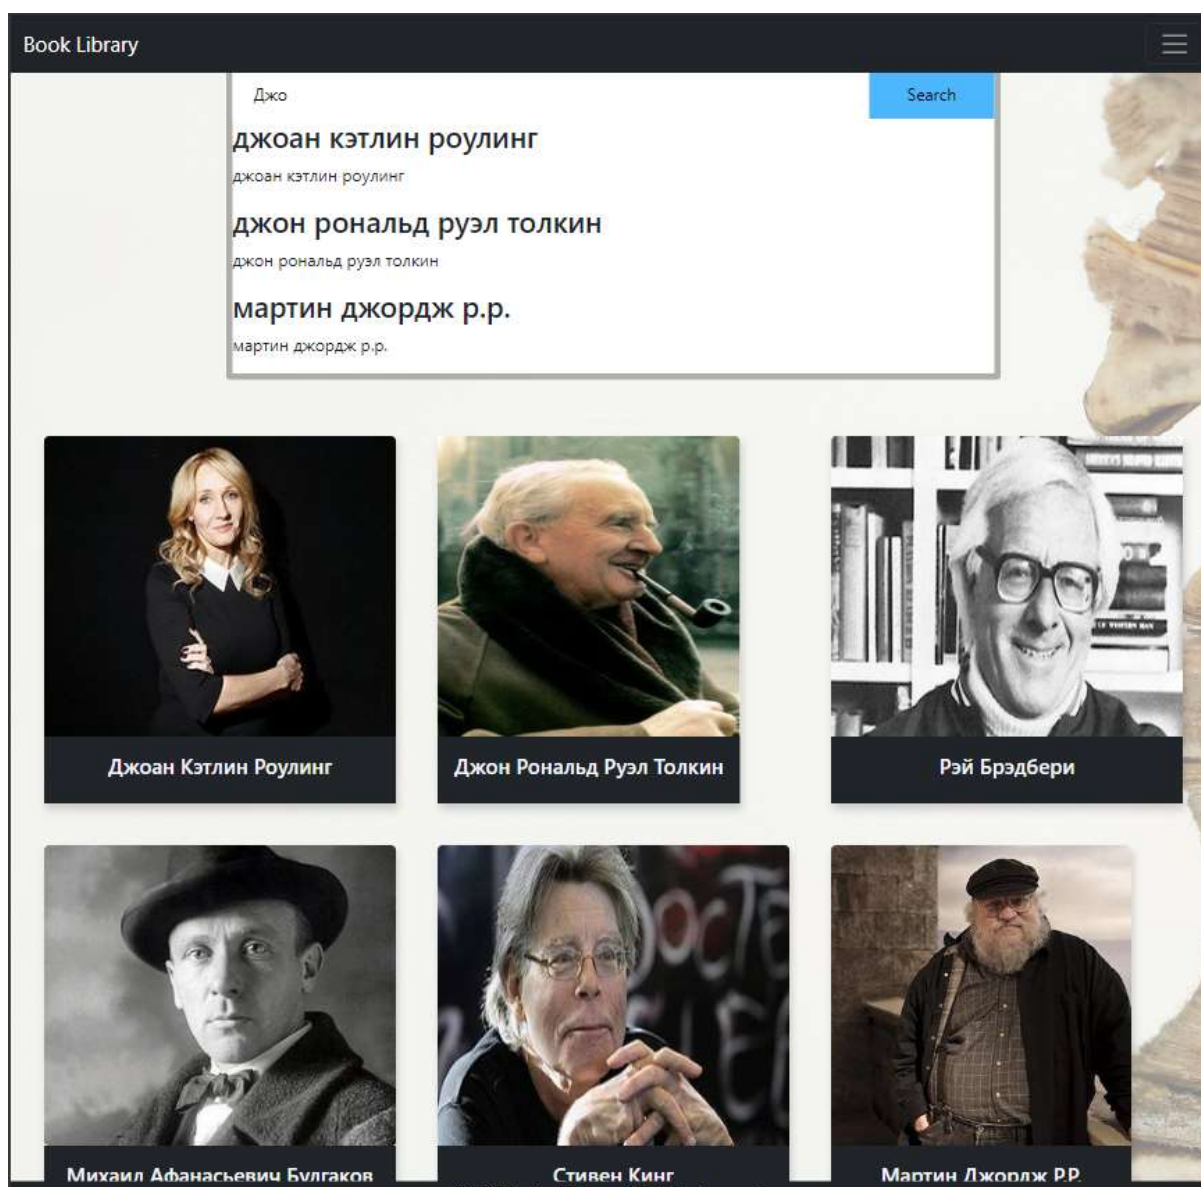 Book Library
Джо
Search
джоан кэтлин роулинг
джоан кэтлин роулинг
джон рональд руэл толкин
джон рональд руэл толкин
мартин джордж р.р.
мартин джордж р.р.
Джоан Кэтлин Роулинг
Джон Рональд Руэл Толкин
Рэй Брэдбери
Михаил Афанасьевич Булгаков
Стивен Кинг
Мартин Джордж Р.Р.